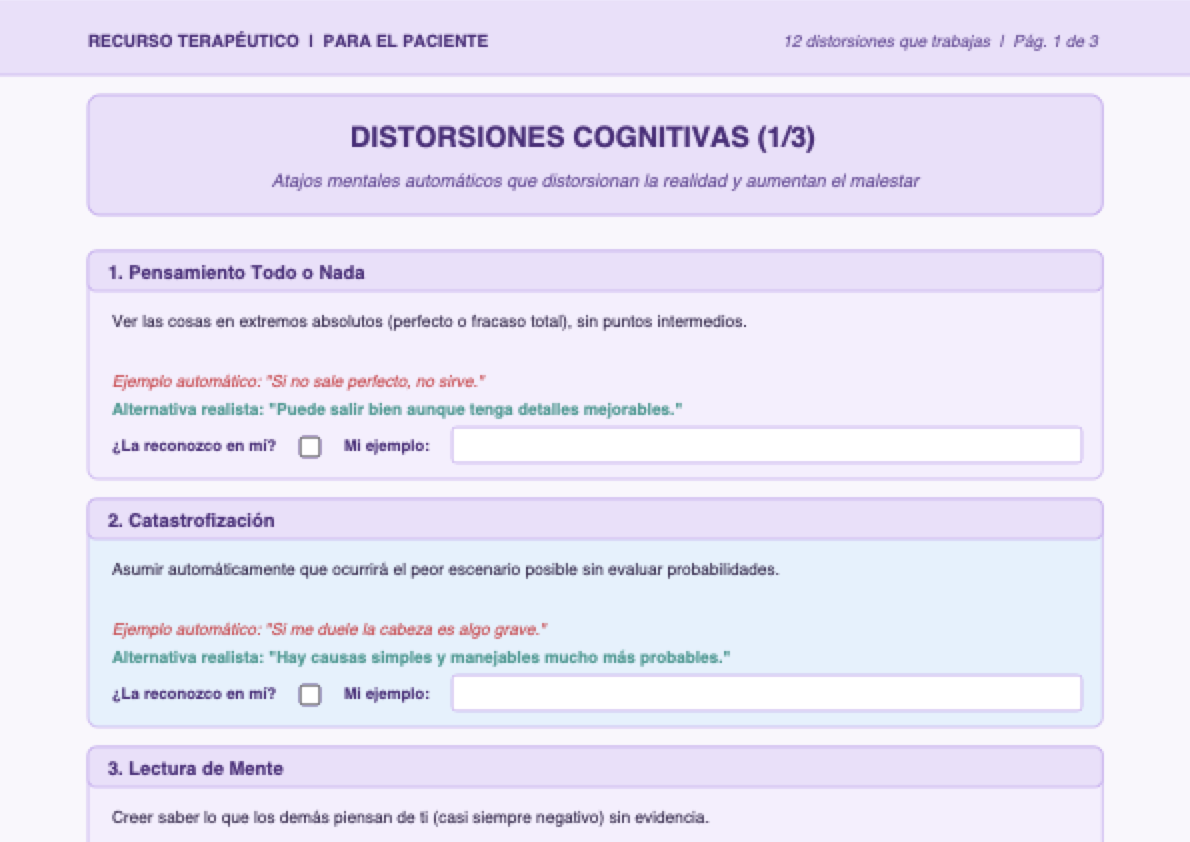 RECURSO TERAPÉUTICO | PARA EL PACIENTE
12 distorsiones que trabajas | Pág. 1 de 3
DISTORSIONES COGNITIVAS (1/3)
Atajos mentales automáticos que distorsionan la realidad y aumentan el malestar
1. Pensamiento Todo o Nada
Ver las cosas en extremos absolutos (perfecto o fracaso total), sin puntos intermedios.
Ejemplo automático: "Si no sale perfecto, no sirve."
Alternativa realista: "Puede salir bien aunque tenga detalles mejorables."
¿La reconozco en mí? Mi ejemplo:
2. Catastrofización
Asumir automáticamente que ocurrirá el peor escenario posible sin evaluar probabilidades.
Ejemplo automático: "Si me duele la cabeza es algo grave."
Alternativa realista: "Hay causas simples y manejables mucho más probables."
¿La reconozco en mí? Mi ejemplo:
3. Lectura de Mente
Creer saber lo que los demás piensan de ti (casi siempre negativo) sin evidencia.